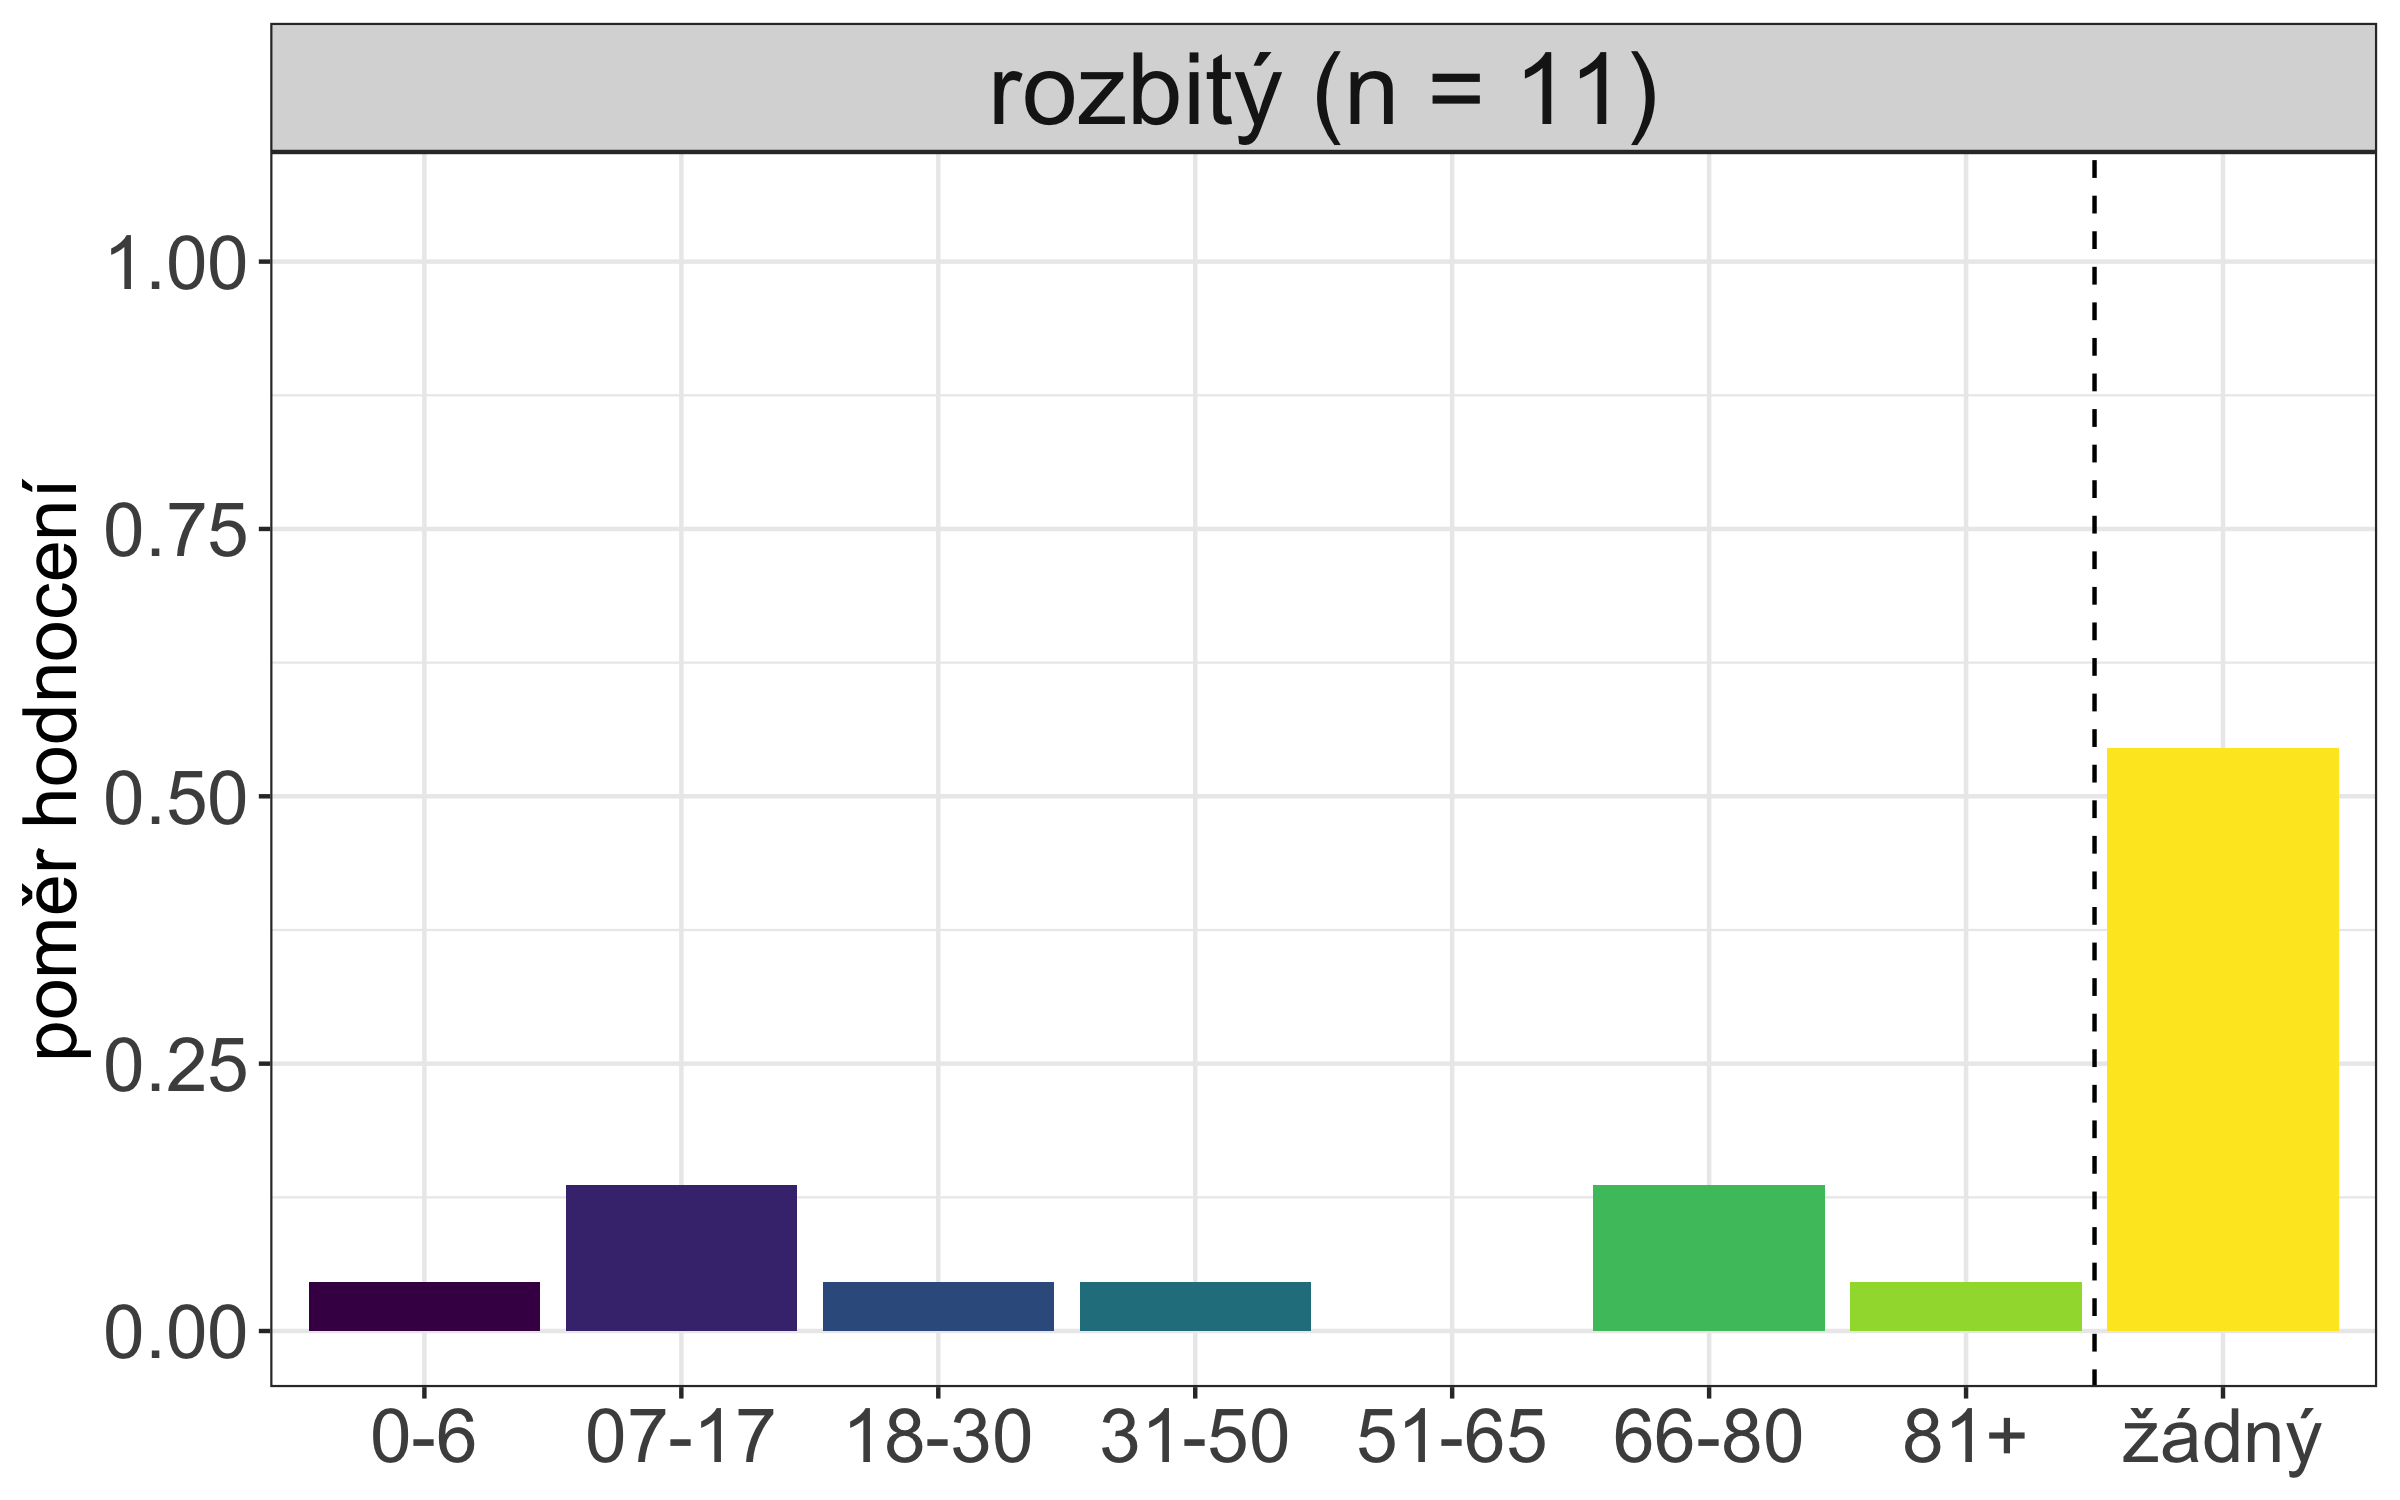 rozbitý (n = 11)
poměr hodnocení
1.00
0.75
0.50
0.25
0.00
0-6 07-17 18-30 31-50 51-65 66-80 81+ žádný